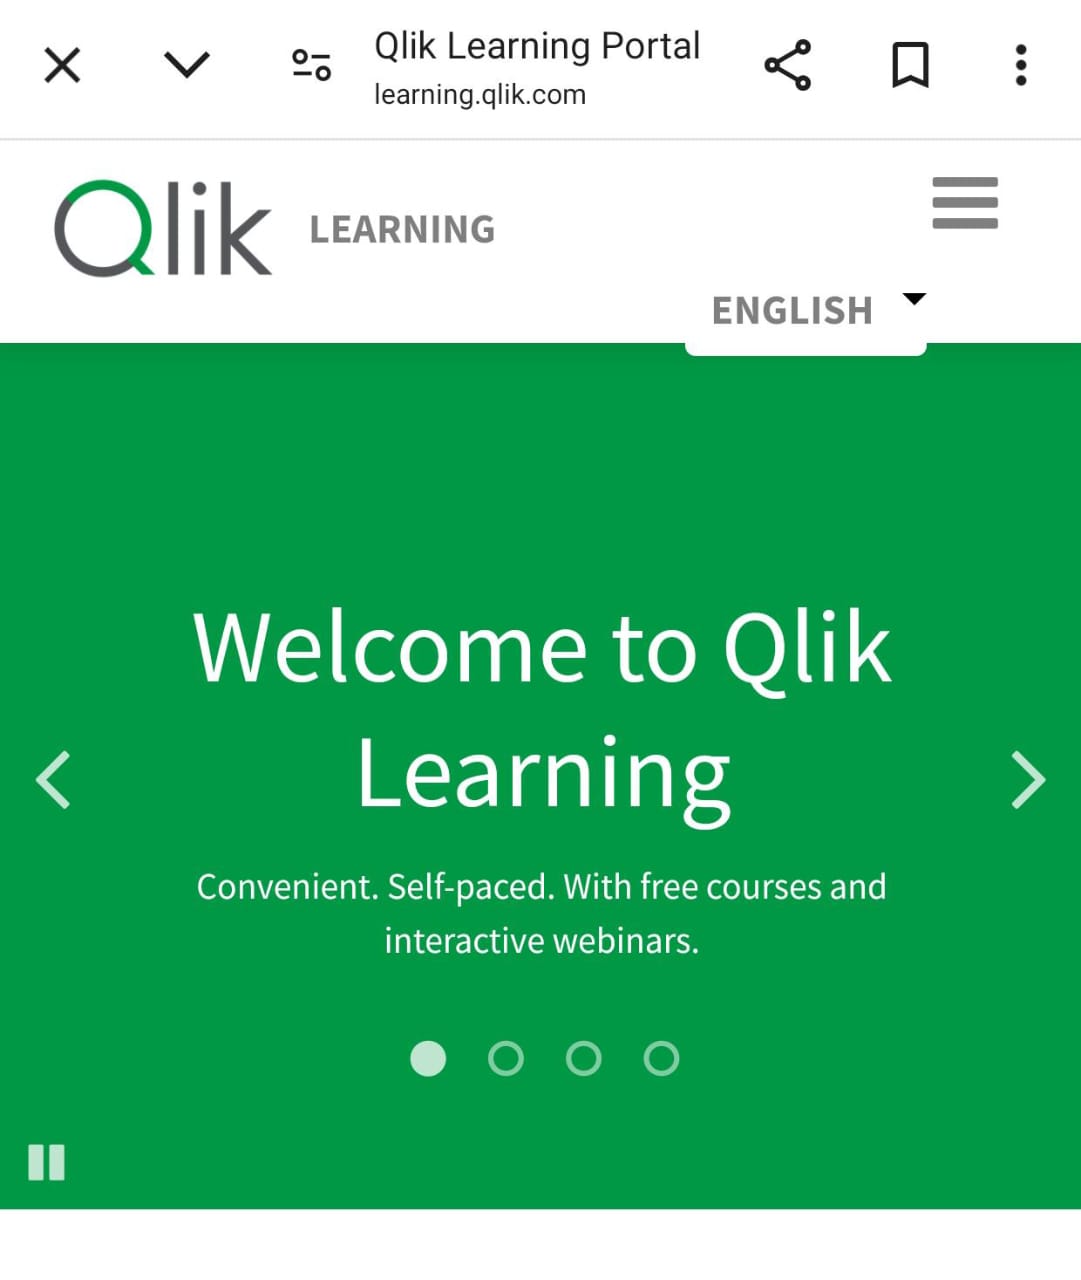 Qlik Learning Portal
learning.qlik.com
Qlik LEARNING
ENGLISH
Welcome to Qlik
Learning
Convenient. Self-paced. With free courses and
interactive webinars.